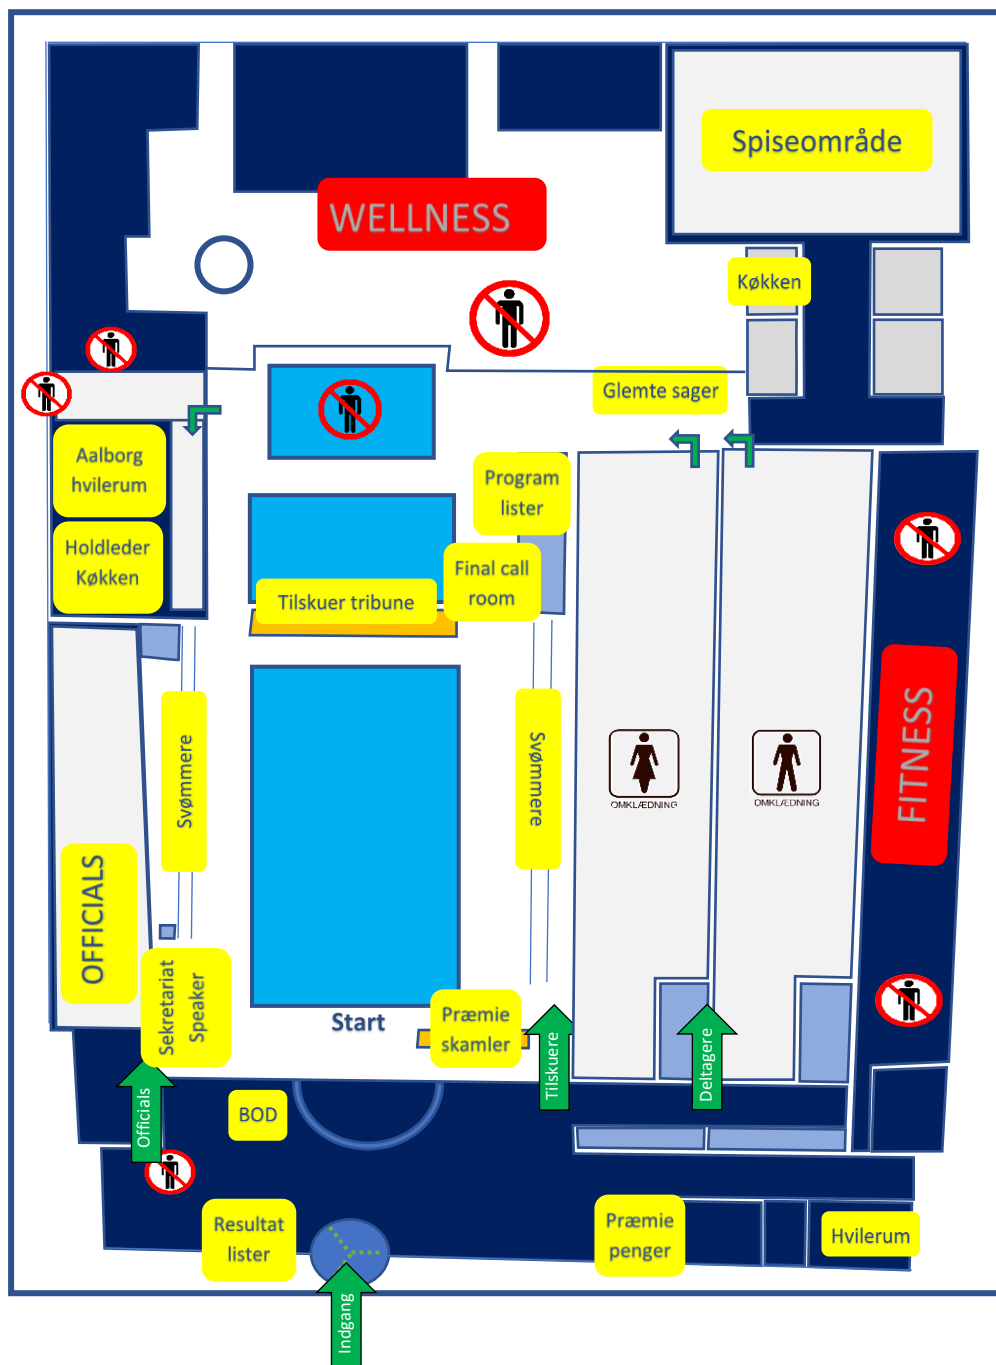 Spiseområde
WELLNESS
Køkken
Glemte sager
Aalborg
hvilerum
Program
lister
Holdleder
Køkken
Final call
room
Tilskuer tribune
Svømmere
Svømmere
FITNESS
OMKLÆDNING
OMKLÆDNING
OFFICIALS
Sekretariat
Speaker
Start
Præmie
skamler
Tilskuere
Deltagere
Officials
BOD
Resultat
lister
Præmie
penger
Hvilerum
Indgang